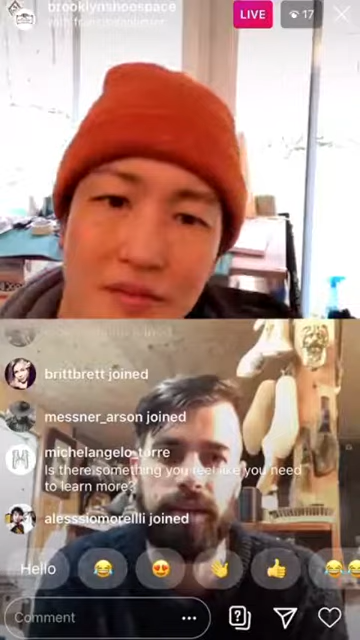 brooklynshoespace
LIVE
17
brittbrett joined
messner_arson joined
michelangelo_torre
Is there something you feel like you need
to learn more?
alesssiomorellli joined
Hello
Comment